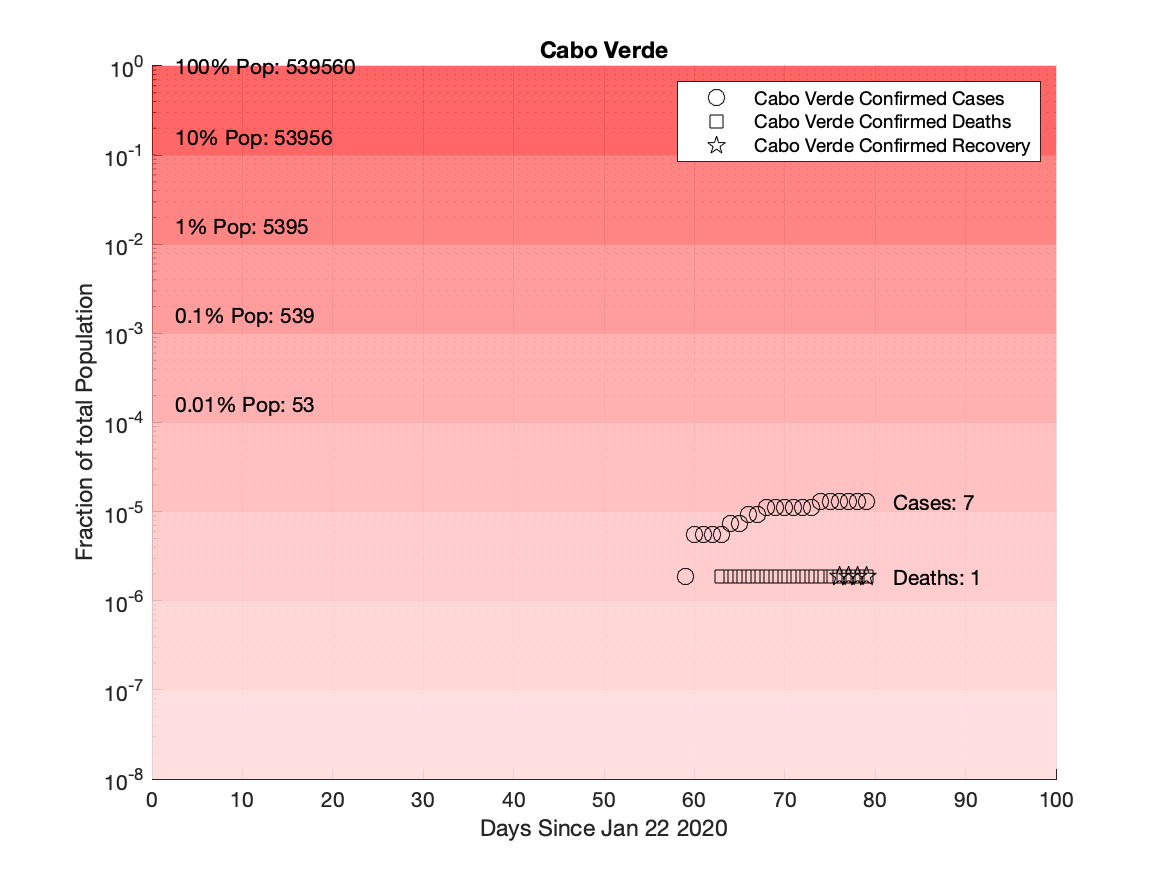 Cabo Verde
10^0
100% Pop: 539560
Cabo Verde Confirmed Cases
Cabo Verde Confirmed Deaths
Cabo Verde Confirmed Recovery
10% Pop: 53956
10^-1
1% Pop: 5395
10^-2
0.1% Pop: 539
10^-3
0.01% Pop: 53
10^-4
Fraction of total Population
10^-5
Cases: 7
Deaths: 1
10^-6
10^-7
10^-8
0 10 20 30 40 50 60 70 80 90 100
Days Since Jan 22 2020